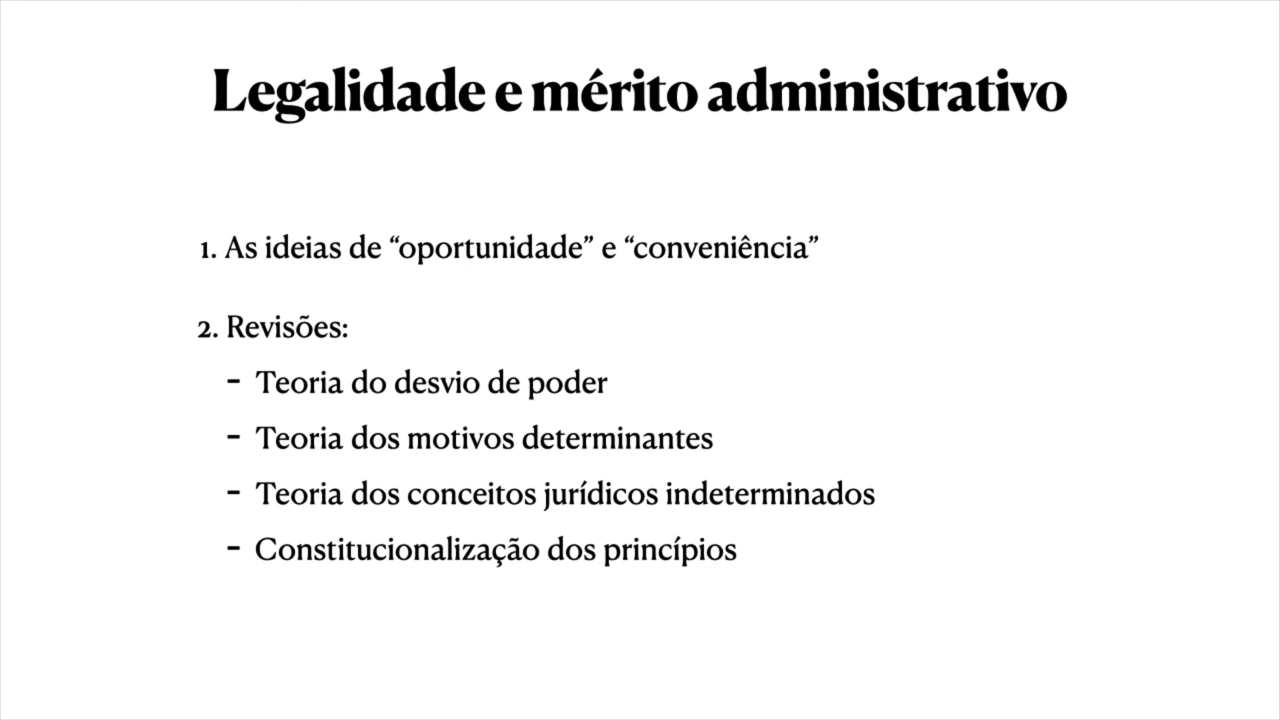 Legalidade e mérito administrativo
1. As ideias de “oportunidade” e “conveniência”
2. Revisões:
- Teoria do desvio de poder
- Teoria dos motivos determinantes
- Teoria dos conceitos jurídicos indeterminados
- Constitucionalização dos princípios